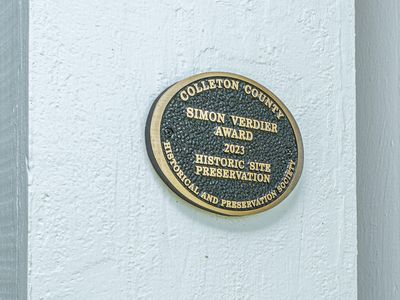 COLLETON COUNTY
SIMON VERDIER
AWARD
2023
HISTORIC SITE
PRESERVATION
HISTORICAL AND PRESERVATION SOCIETY